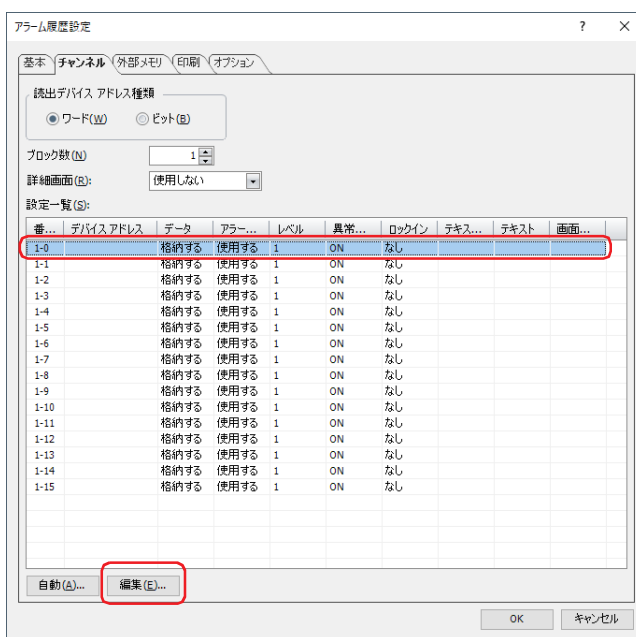 アラーム履歴設定 ? ×
基本 チャンネル 外部メモリ 印刷 オプション
読出デバイス アドレス種類
ワード(W) ビット(B)
ブロック数(N) 1
詳細画面(R): 使用しない
設定一覧(S):
番... デバイス アドレス データ アラー... レベル 異常... ロックイン テキス... テキスト 画面...
1-0 格納する 使用する 1 ON なし
1-1 格納する 使用する 1 ON なし
1-2 格納する 使用する 1 ON なし
1-3 格納する 使用する 1 ON なし
1-4 格納する 使用する 1 ON なし
1-5 格納する 使用する 1 ON なし
1-6 格納する 使用する 1 ON なし
1-7 格納する 使用する 1 ON なし
1-8 格納する 使用する 1 ON なし
1-9 格納する 使用する 1 ON なし
1-10 格納する 使用する 1 ON なし
1-11 格納する 使用する 1 ON なし
1-12 格納する 使用する 1 ON なし
1-13 格納する 使用する 1 ON なし
1-14 格納する 使用する 1 ON なし
1-15 格納する 使用する 1 ON なし
自動(A)... 編集(E)...
OK キャンセル